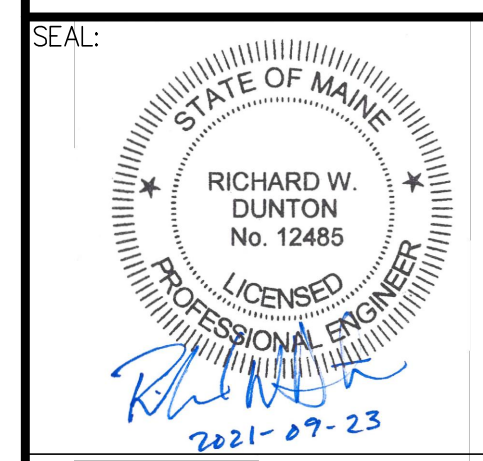 SEAL:
STATE OF MAINE
RICHARD W.
DUNTON
No. 12485
LICENSED
PROFESSIONAL ENGINEER
2021-09-23